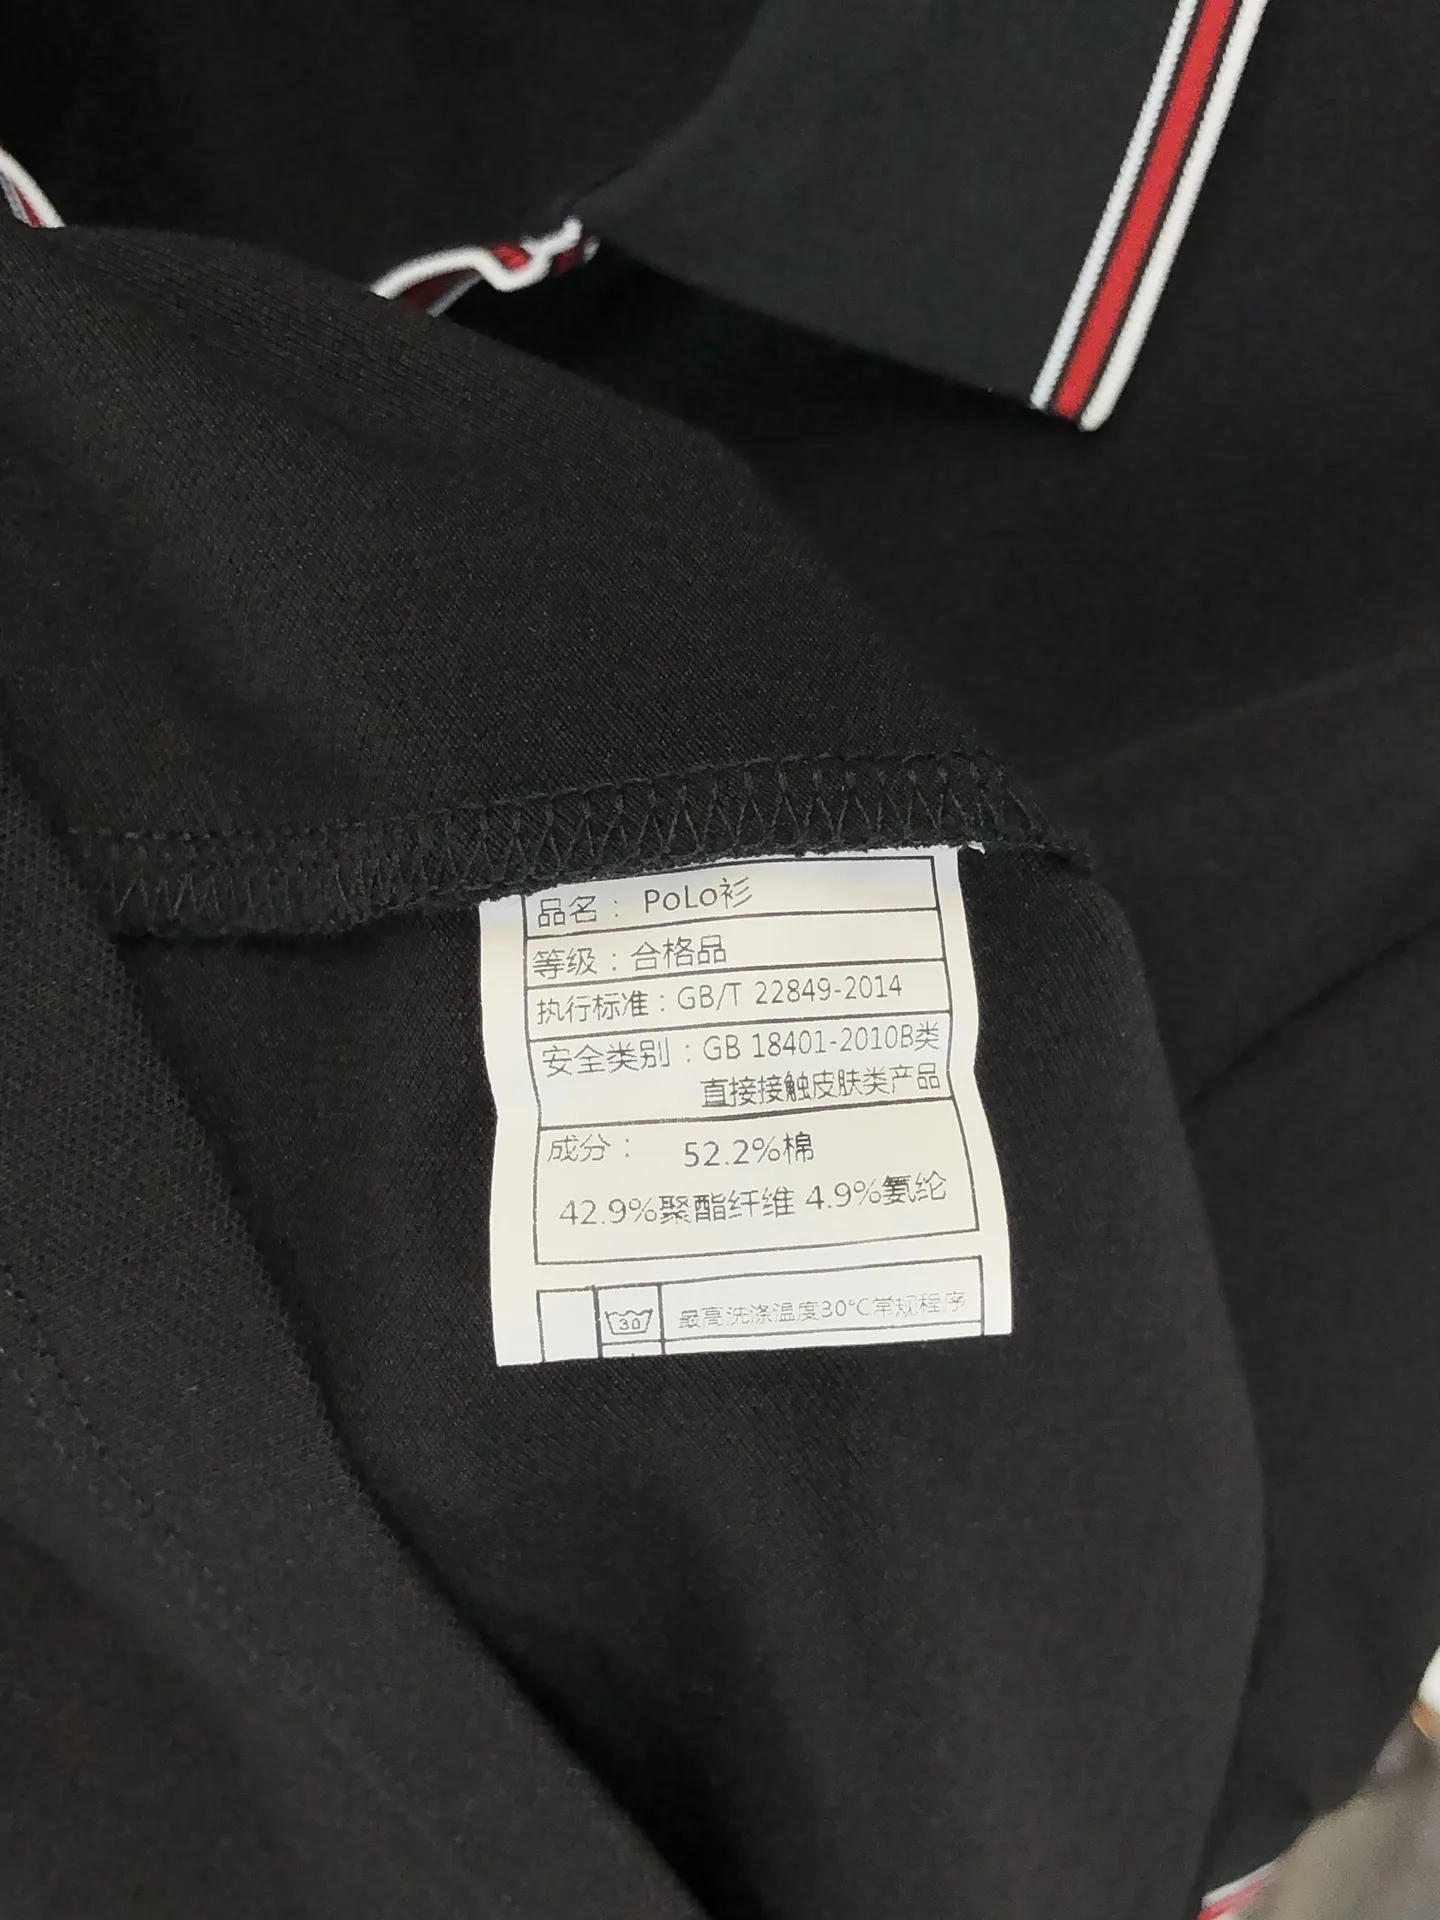 品名： PoLo衫
等级：合格品
执行标准：GB/T 22849-2014
安全类别：GB 18401-2010B类
直接接触皮肤类产品
成分： 52.2%棉
42.9%聚酯纤维 4.9%氨纶
30 最高洗涤温度30℃常规程序